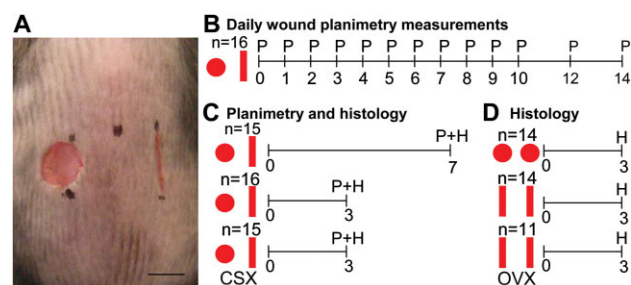 A
B Daily wound planimetry measurements
n=16
P P P P P P P P P P P P P
0 1 2 3 4 5 6 7 8 9 10 12 14
C Planimetry and histology
n=15
P+H
0 7
n=16
P+H
0 3
n=15
P+H
0 3
CSX
D Histology
n=14
H
0 3
n=14
H
0 3
n=11
H
0 3
OVX